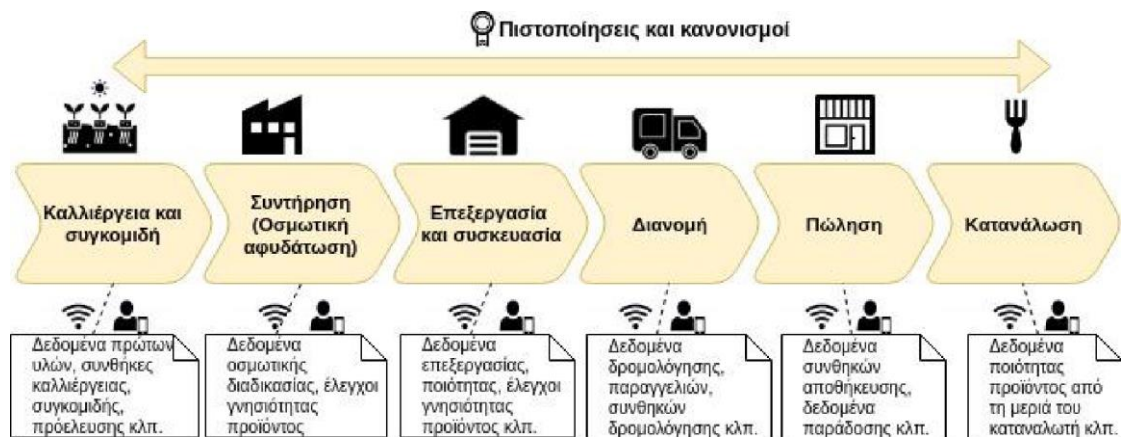 Πιστοποίησεις και κανονισμοί
Καλλιέργεια και
συγκομιδή
Συντήρηση
(Οσμωτική
αφυδάτωση)
Επεξεργασία
και συσκευασία
Διανομή
Πώληση
Κατανάλωση
Δεδομένα πρώτων
υλών, συνθήκες
καλλιέργειας,
συγκομιδής,
πρόελευσης κλπ.
Δεδομένα
οσμωτικής
διαδικασίας, έλεγχοι
γνησιότητας
προϊόντος
Δεδομένα
επεξεργασίας,
ποιότητας, έλεγχοι
γνησιότητας
προϊόντος κλπ.
Δεδομένα
δρομολόγησης,
παραγγελιών,
συνθηκών
δρομολόγησης κλπ.
Δεδομένα
συνθηκών
αποθήκευσης,
δεδομένα
παράδοσης κλπ.
Δεδομένα
ποιότητας
προϊόντος από
τη μεριά του
καταναλωτή κλπ.